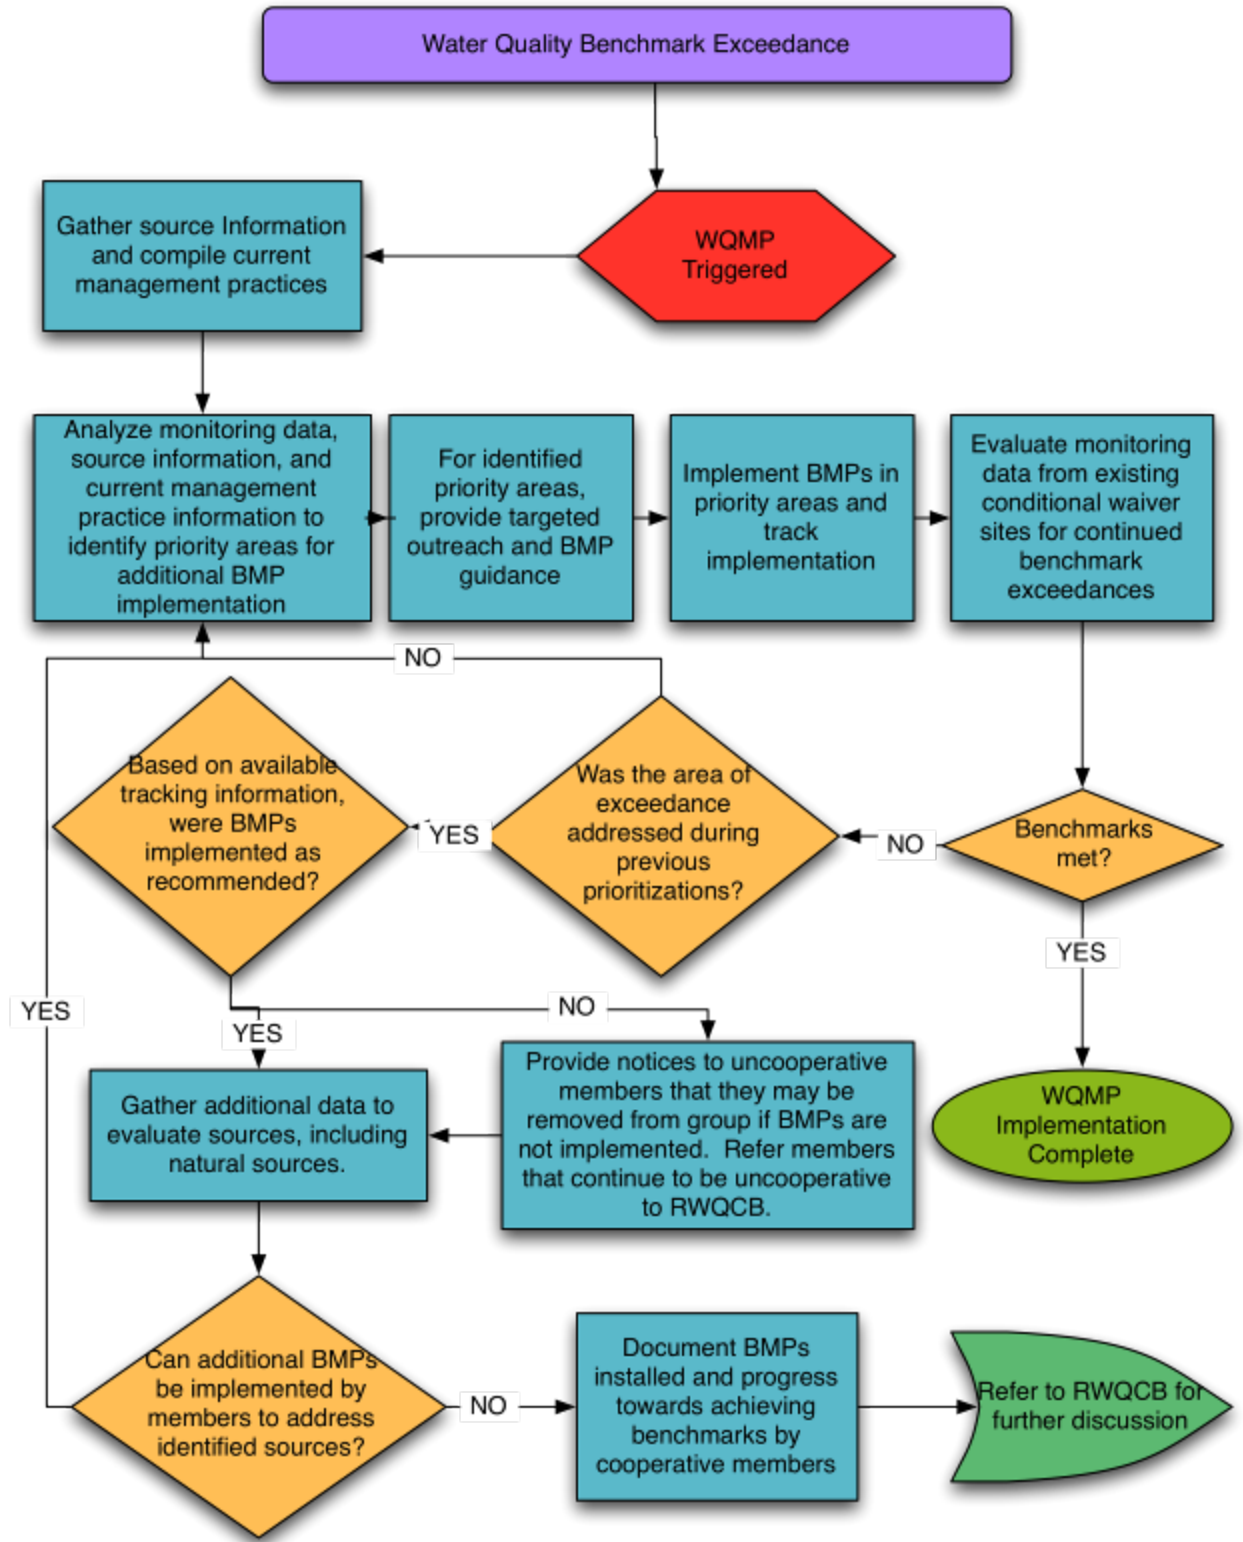 Water Quality Benchmark Exceedance
WQMP
Triggered
Gather source Information
and compile current
management practices
Analyze monitoring data,
source information, and
current management
practice information to
identify priority areas for
additional BMP
implementation
For identified
priority areas,
provide targeted
outreach and BMP
guidance
Implement BMPs in
priority areas and
track
implementation
Evaluate monitoring
data from existing
conditional waiver
sites for continued
benchmark
exceedances
NO
Based on available
tracking information,
were BMPs
implemented as
recommended?
YES
Was the area of
exceedance
addressed during
previous
prioritizations?
NO
Benchmarks
met?
YES
YES
NO
YES
Gather additional data to
evaluate sources, including
natural sources.
Provide notices to uncooperative
members that they may be
removed from group if BMPs are
not implemented.  Refer members
that continue to be uncooperative
to RWQCB.
WQMP
Implementation
Complete
Can additional BMPs
be implemented by
members to address
identified sources?
NO
Document BMPs
installed and progress
towards achieving
benchmarks by
cooperative members
Refer to RWQCB for
further discussion